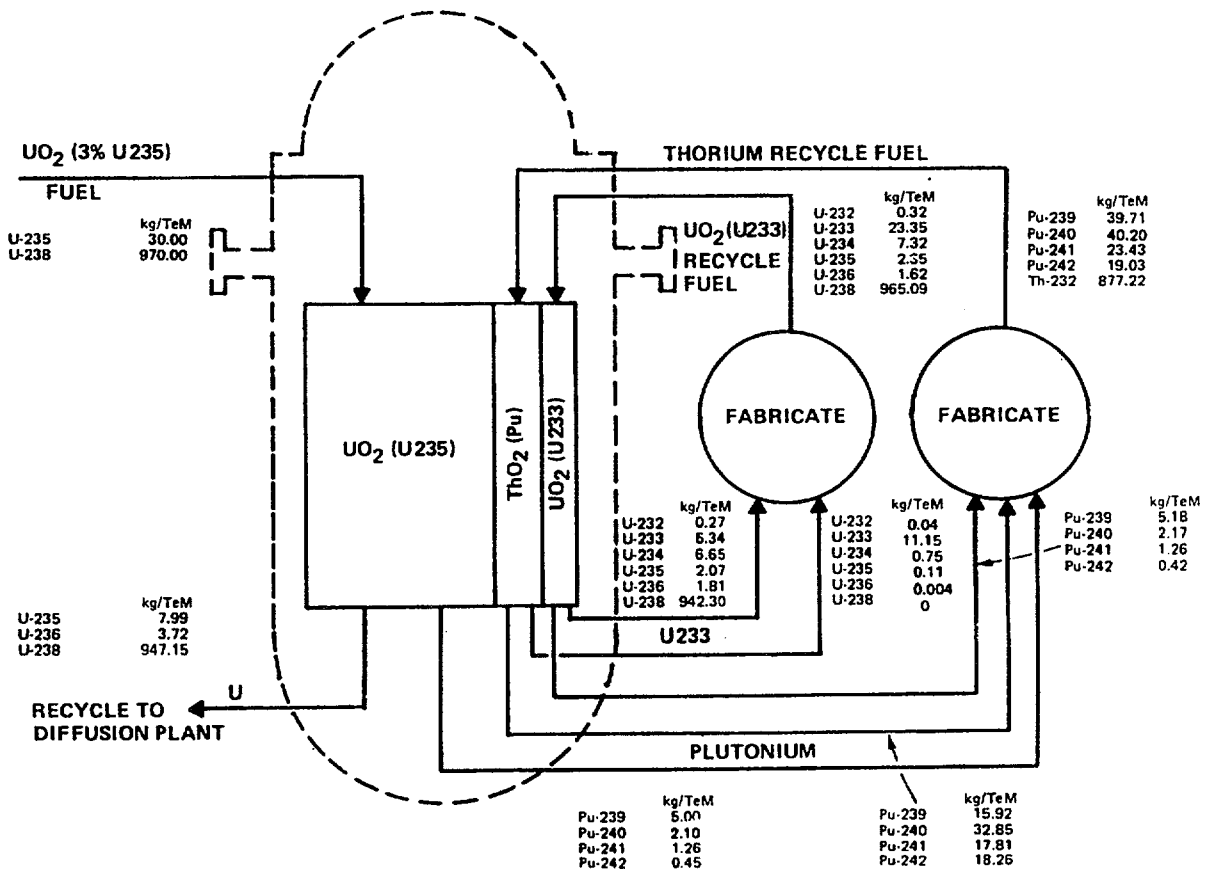 UO2 (3% U235)
FUEL
kg/TeM
U-235 30.00
U-238 970.00
THORIUM RECYCLE FUEL
UO2 (U233)
RECYCLE
FUEL
kg/TeM
U-232 0.32
U-233 23.35
U-234 7.32
U-235 2.35
U-236 1.62
U-238 965.09
kg/TeM
Pu-239 39.71
Pu-240 40.20
Pu-241 23.43
Pu-242 19.03
Th-232 877.22
UO2 (U235)
ThO2 (Pu)
UO2 (U233)
FABRICATE
FABRICATE
kg/TeM
U-232 0.27
U-233 6.34
U-234 6.65
U-235 2.07
U-236 1.81
U-238 942.30
kg/TeM
U-232 0.04
U-233 11.15
U-234 0.75
U-235 0.11
U-236 0.004
U-238 0
kg/TeM
Pu-239 5.18
Pu-240 2.17
Pu-241 1.26
Pu-242 0.42
U233
kg/TeM
U-235 7.99
U-236 3.72
U-238 947.15
U
RECYCLE TO
DIFFUSION PLANT
PLUTONIUM
kg/TeM
Pu-239 5.00
Pu-240 2.10
Pu-241 1.26
Pu-242 0.45
kg/TeM
Pu-239 15.92
Pu-240 32.85
Pu-241 17.81
Pu-242 18.26